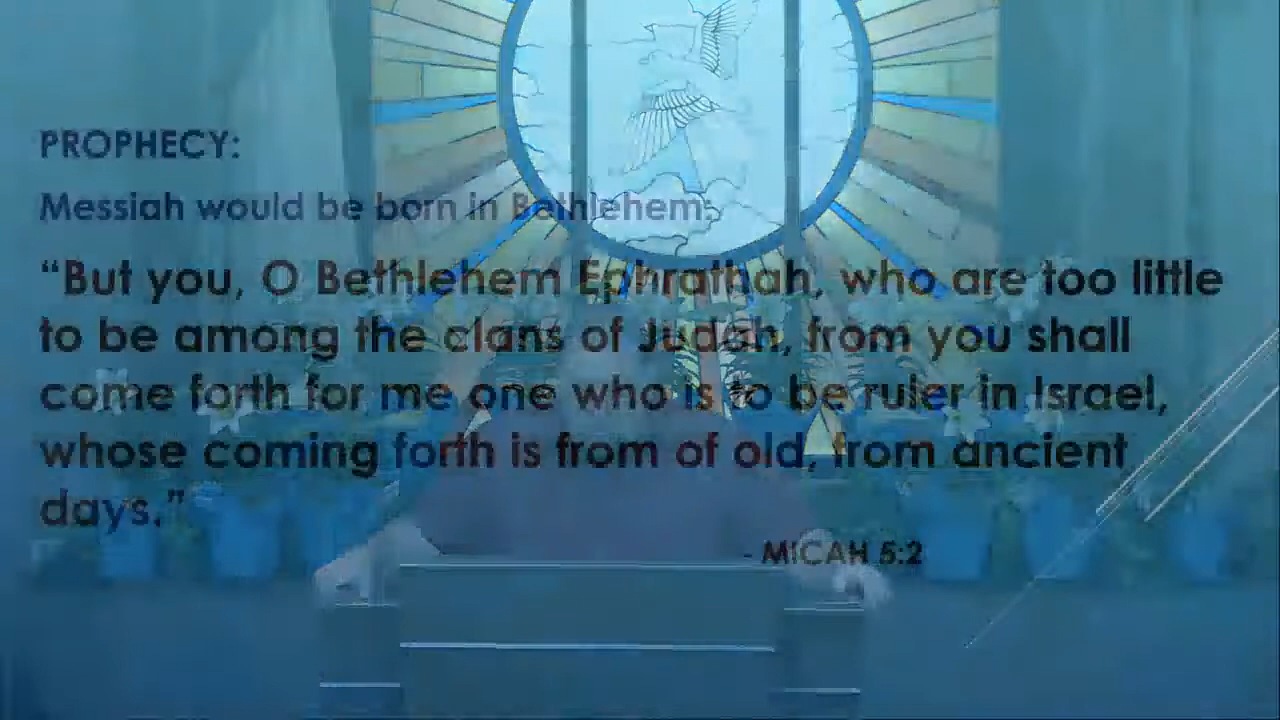 PROPHECY:
Messiah would be born in Bethlehem:
“But you, O Bethlehem Ephrathah, who are too little
to be among the clans of Judah, from you shall
come forth for me one who is to be ruler in Israel,
whose coming forth is from of old, from ancient
days.”
- MICAH 5:2